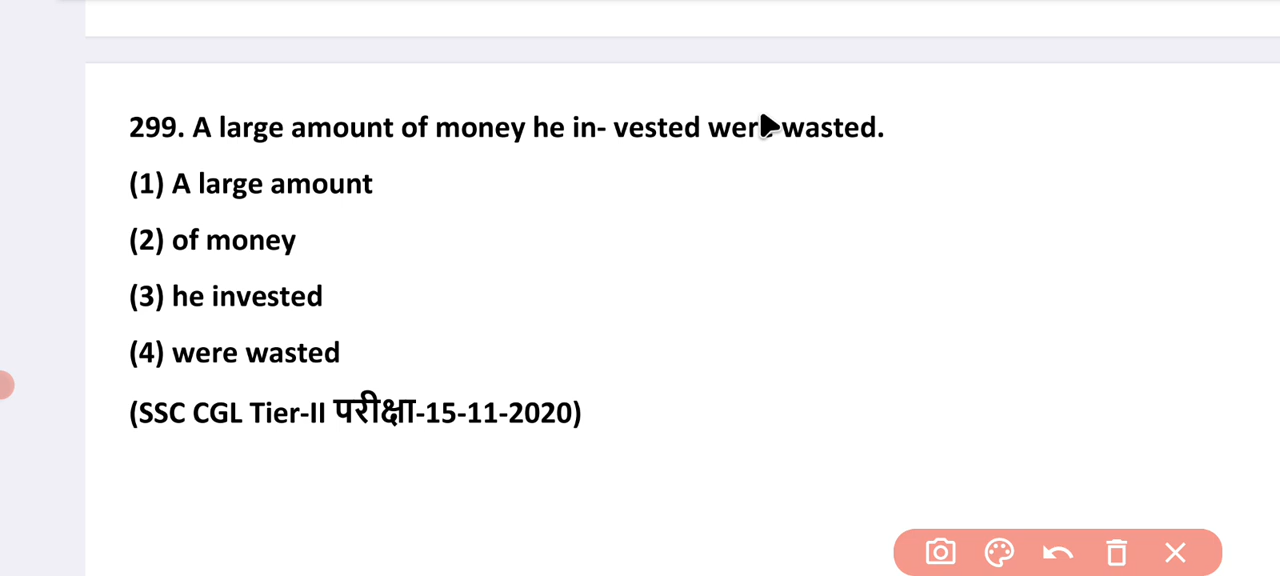 299. A large amount of money he in- vested were wasted.
(1) A large amount
(2) of money
(3) he invested
(4) were wasted
(SSC CGL Tier-II परीक्षा-15-11-2020)